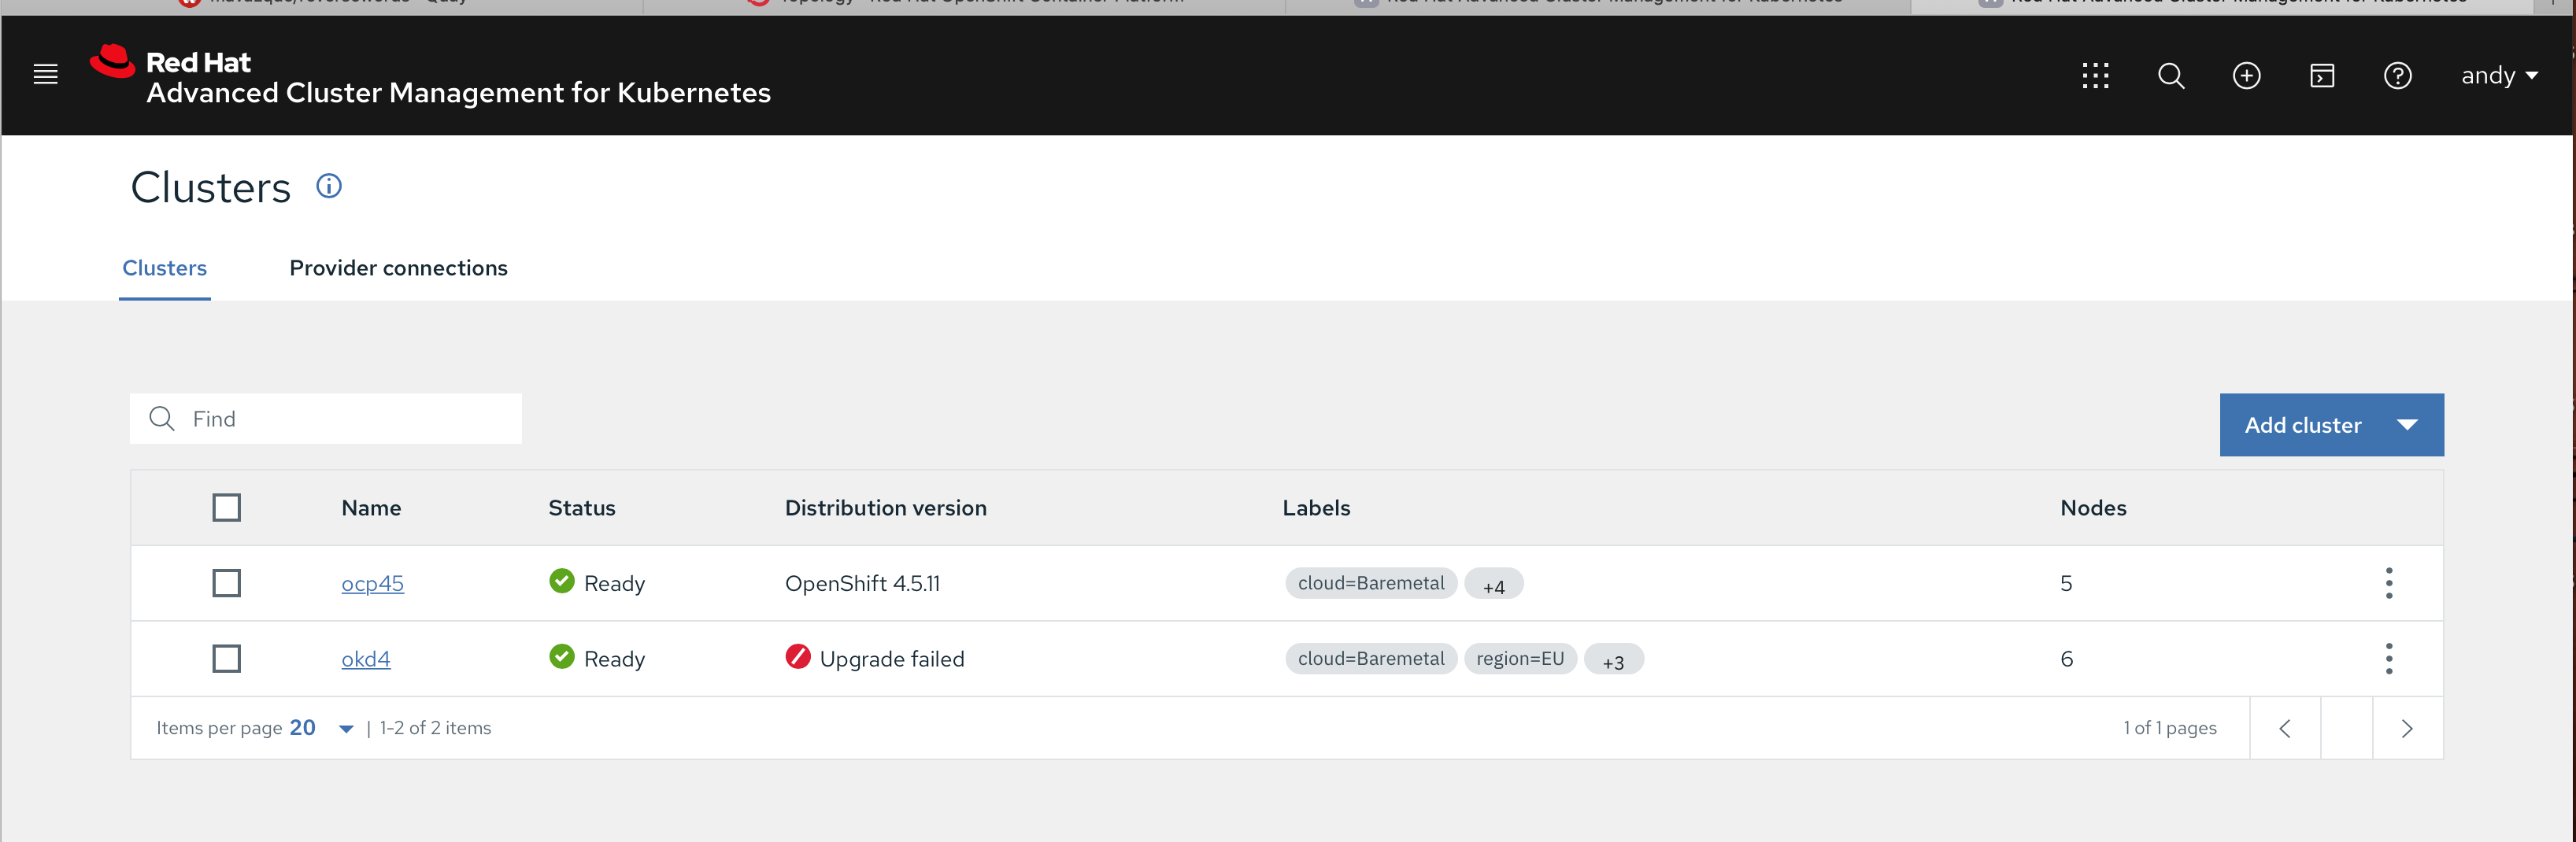 Red Hat
Advanced Cluster Management for Kubernetes
andy
Clusters
Clusters Provider connections
Find
Add cluster
Name Status Distribution version Labels Nodes
ocp45 Ready OpenShift 4.5.11 cloud=Baremetal +4 5
okd4 Ready Upgrade failed cloud=Baremetal region=EU +3 6
Items per page 20 | 1-2 of 2 items 1 of 1 pages